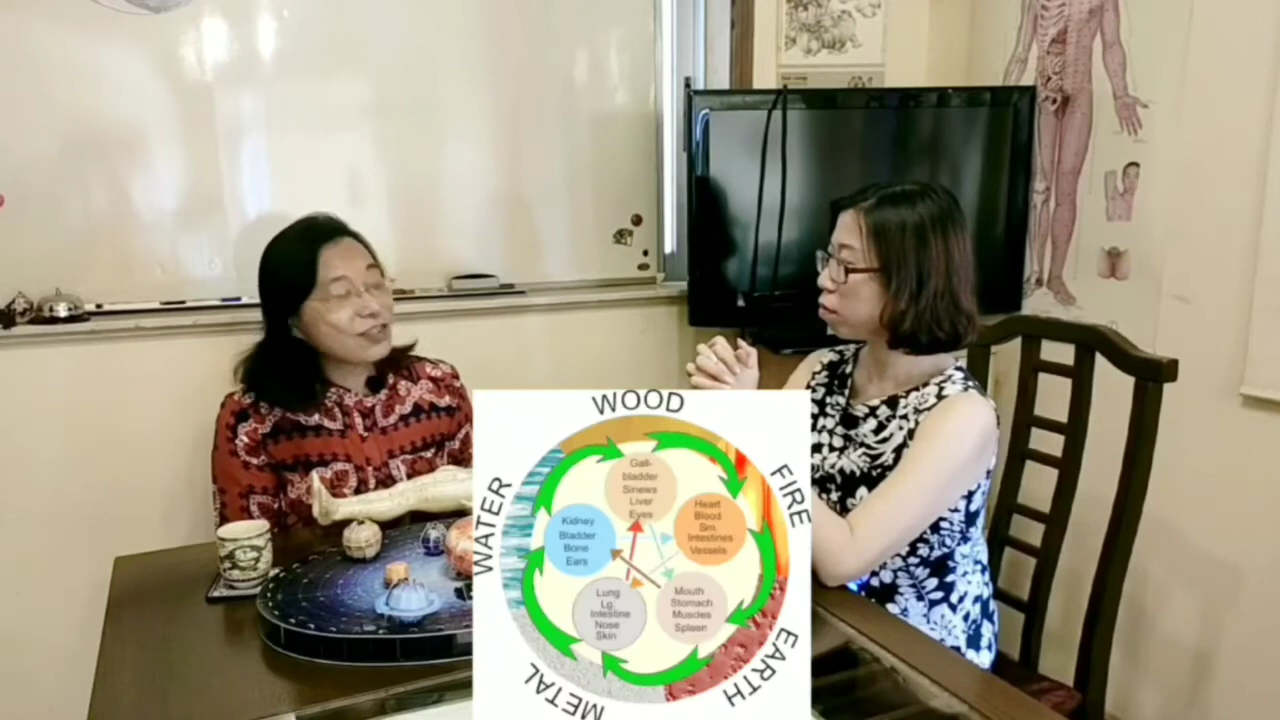 WOOD
Gall-
bladder
Sinews
Liver
Eyes
FIRE
Heart
Blood
Sm.
Intestines
Vessels
EARTH
Mouth
Stomach
Muscles
Spleen
METAL
Lung
Lg.
Intestine
Nose
Skin
WATER
Kidney
Bladder
Bone
Ears